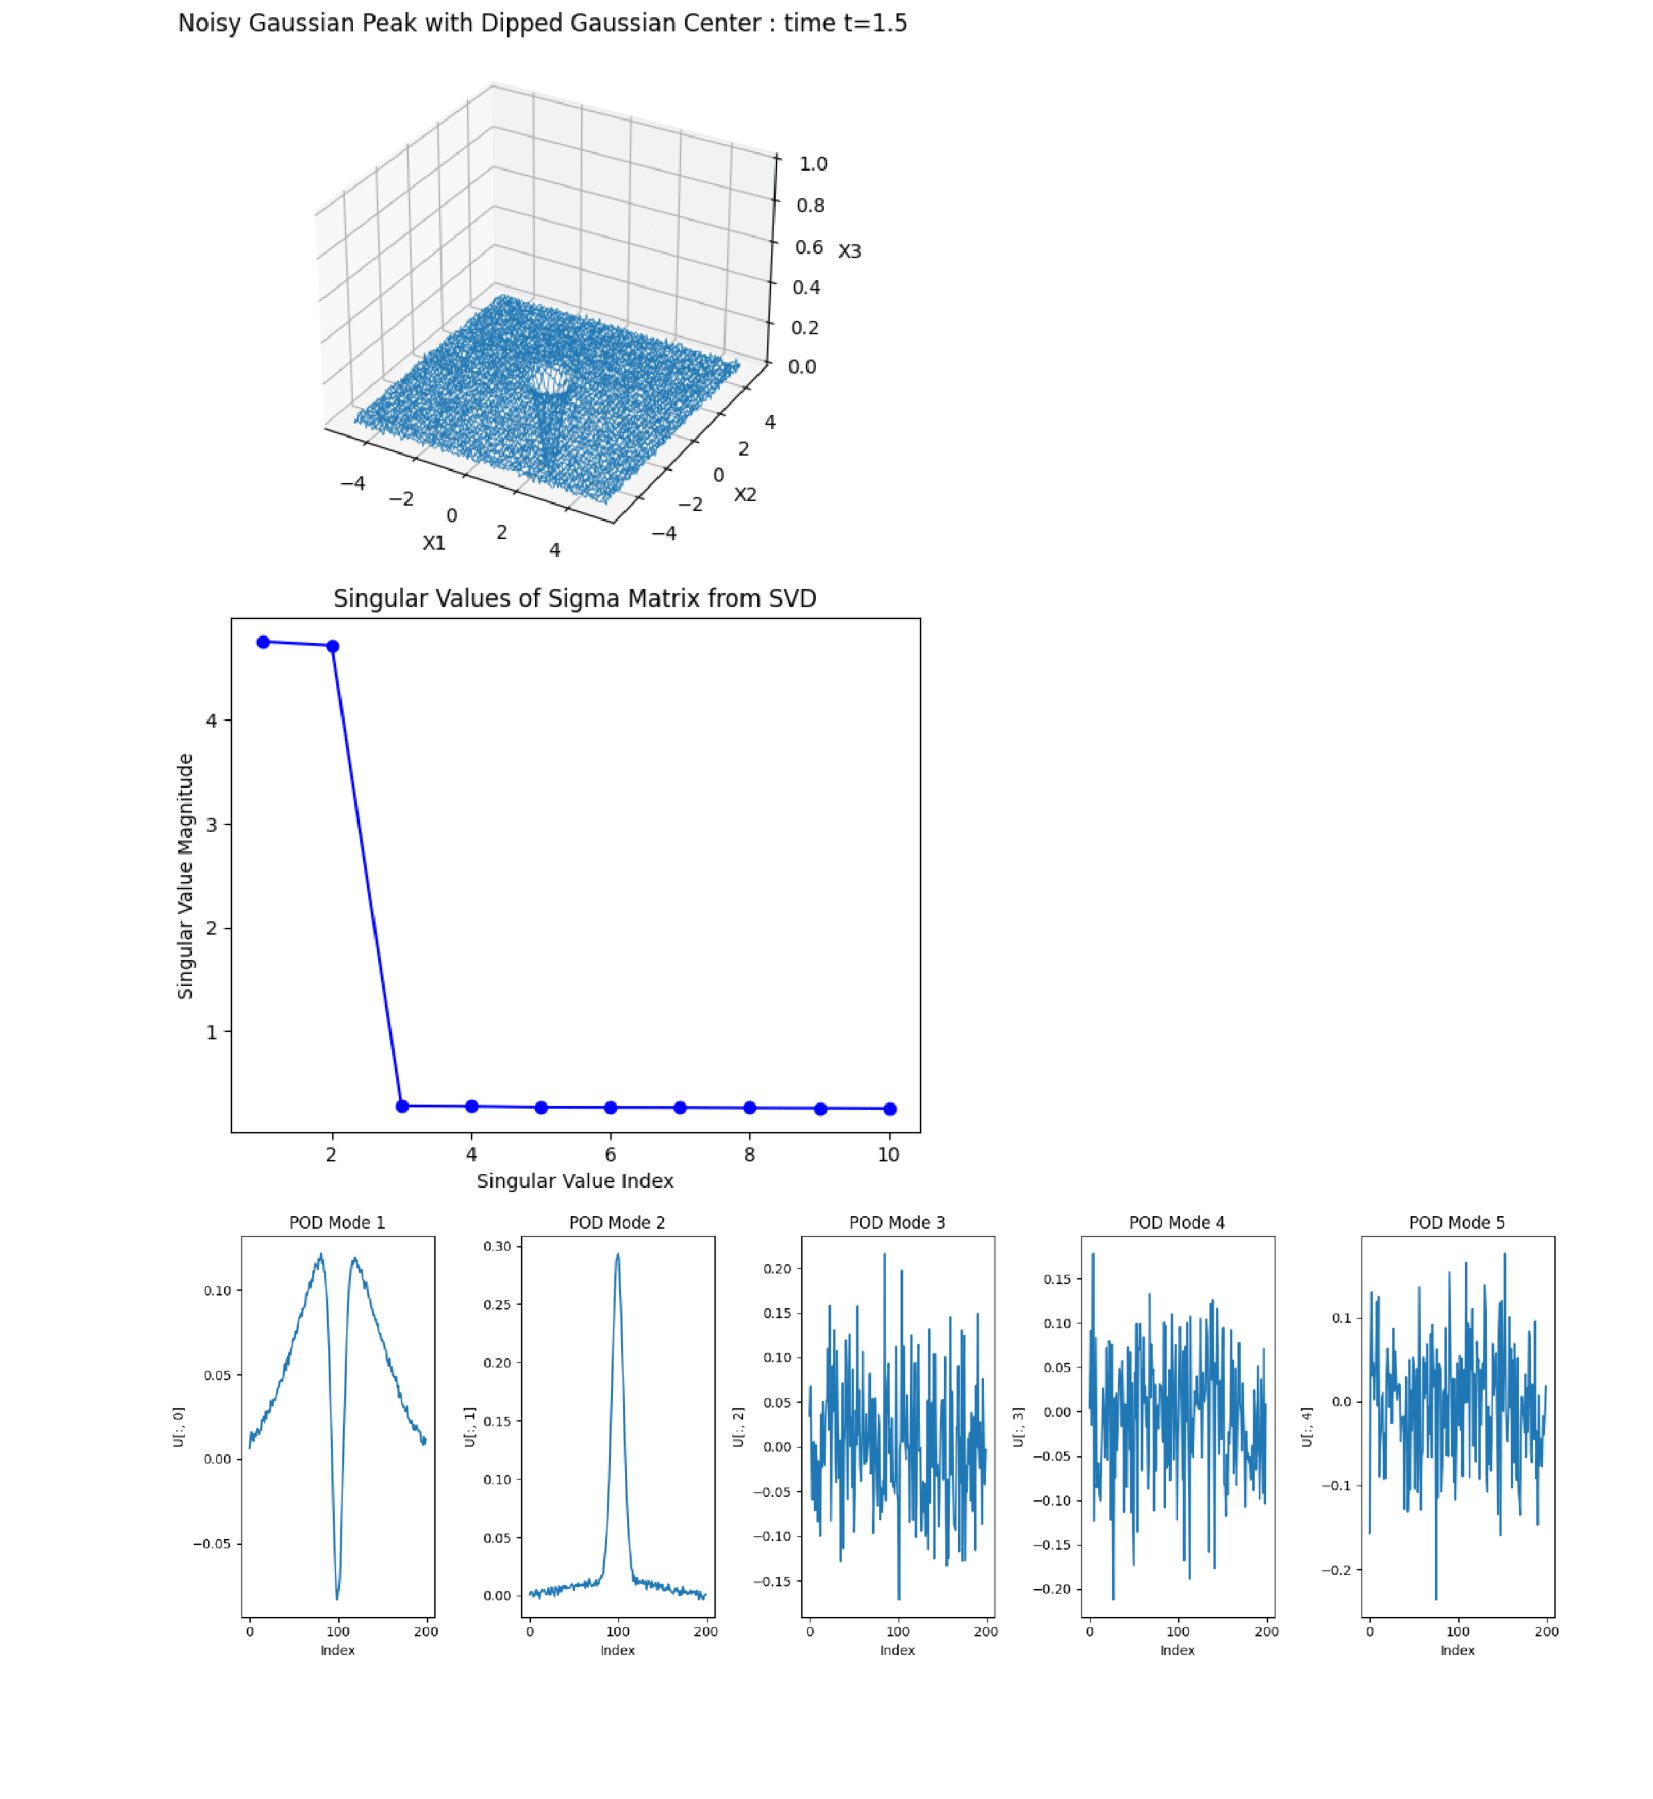 Noisy Gaussian Peak with Dipped Gaussian Center : time t=1.5
1.0
0.8
0.6 X3
0.4
0.2
0.0
4
2
0
X2
−2
−4
−4
−2
0
2
4
X1
Singular Values of Sigma Matrix from SVD
4
3
2
1
Singular Value Magnitude
2 4 6 8 10
Singular Value Index
POD Mode 1
0.10
0.05
0.00
−0.05
U[:, 0]
0 100 200
Index
POD Mode 2
0.30
0.25
0.20
0.15
0.10
0.05
0.00
U[:, 1]
0 100 200
Index
POD Mode 3
0.20
0.15
0.10
0.05
0.00
−0.05
−0.10
−0.15
U[:, 2]
0 100 200
Index
POD Mode 4
0.15
0.10
0.05
0.00
−0.05
−0.10
−0.15
−0.20
U[:, 3]
0 100 200
Index
POD Mode 5
0.1
0.0
−0.1
−0.2
U[:, 4]
0 100 200
Index